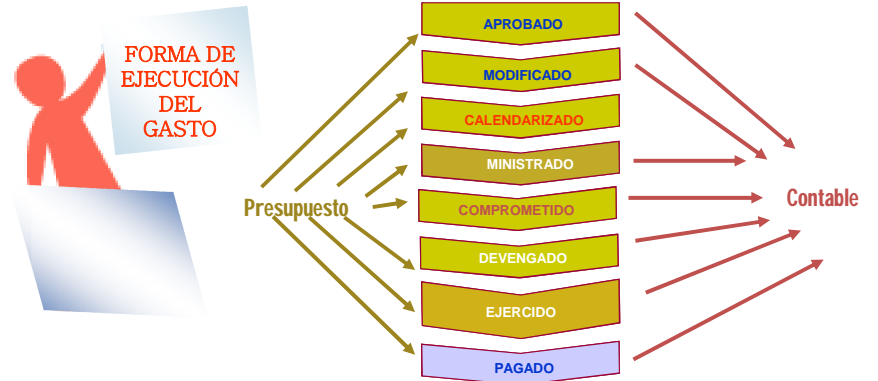 FORMA DE
EJECUCIÓN
DEL
GASTO
Presupuesto
APROBADO
MODIFICADO
CALENDARIZADO
MINISTRADO
COMPROMETIDO
DEVENGADO
EJERCIDO
PAGADO
Contable